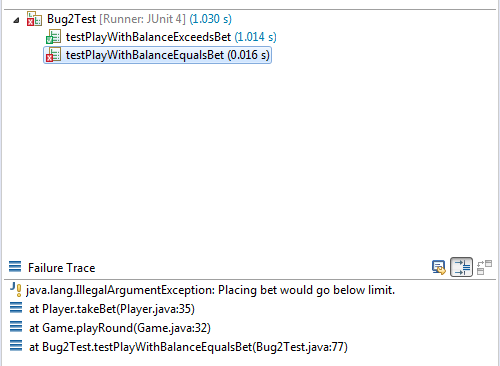 Bug2Test [Runner: JUnit 4] (1.030 s)
testPlayWithBalanceExceedsBet (1.014 s)
testPlayWithBalanceEqualsBet (0.016 s)
Failure Trace
java.lang.IllegalArgumentException: Placing bet would go below limit.
at Player.takeBet(Player.java:35)
at Game.playRound(Game.java:32)
at Bug2Test.testPlayWithBalanceEqualsBet(Bug2Test.java:77)